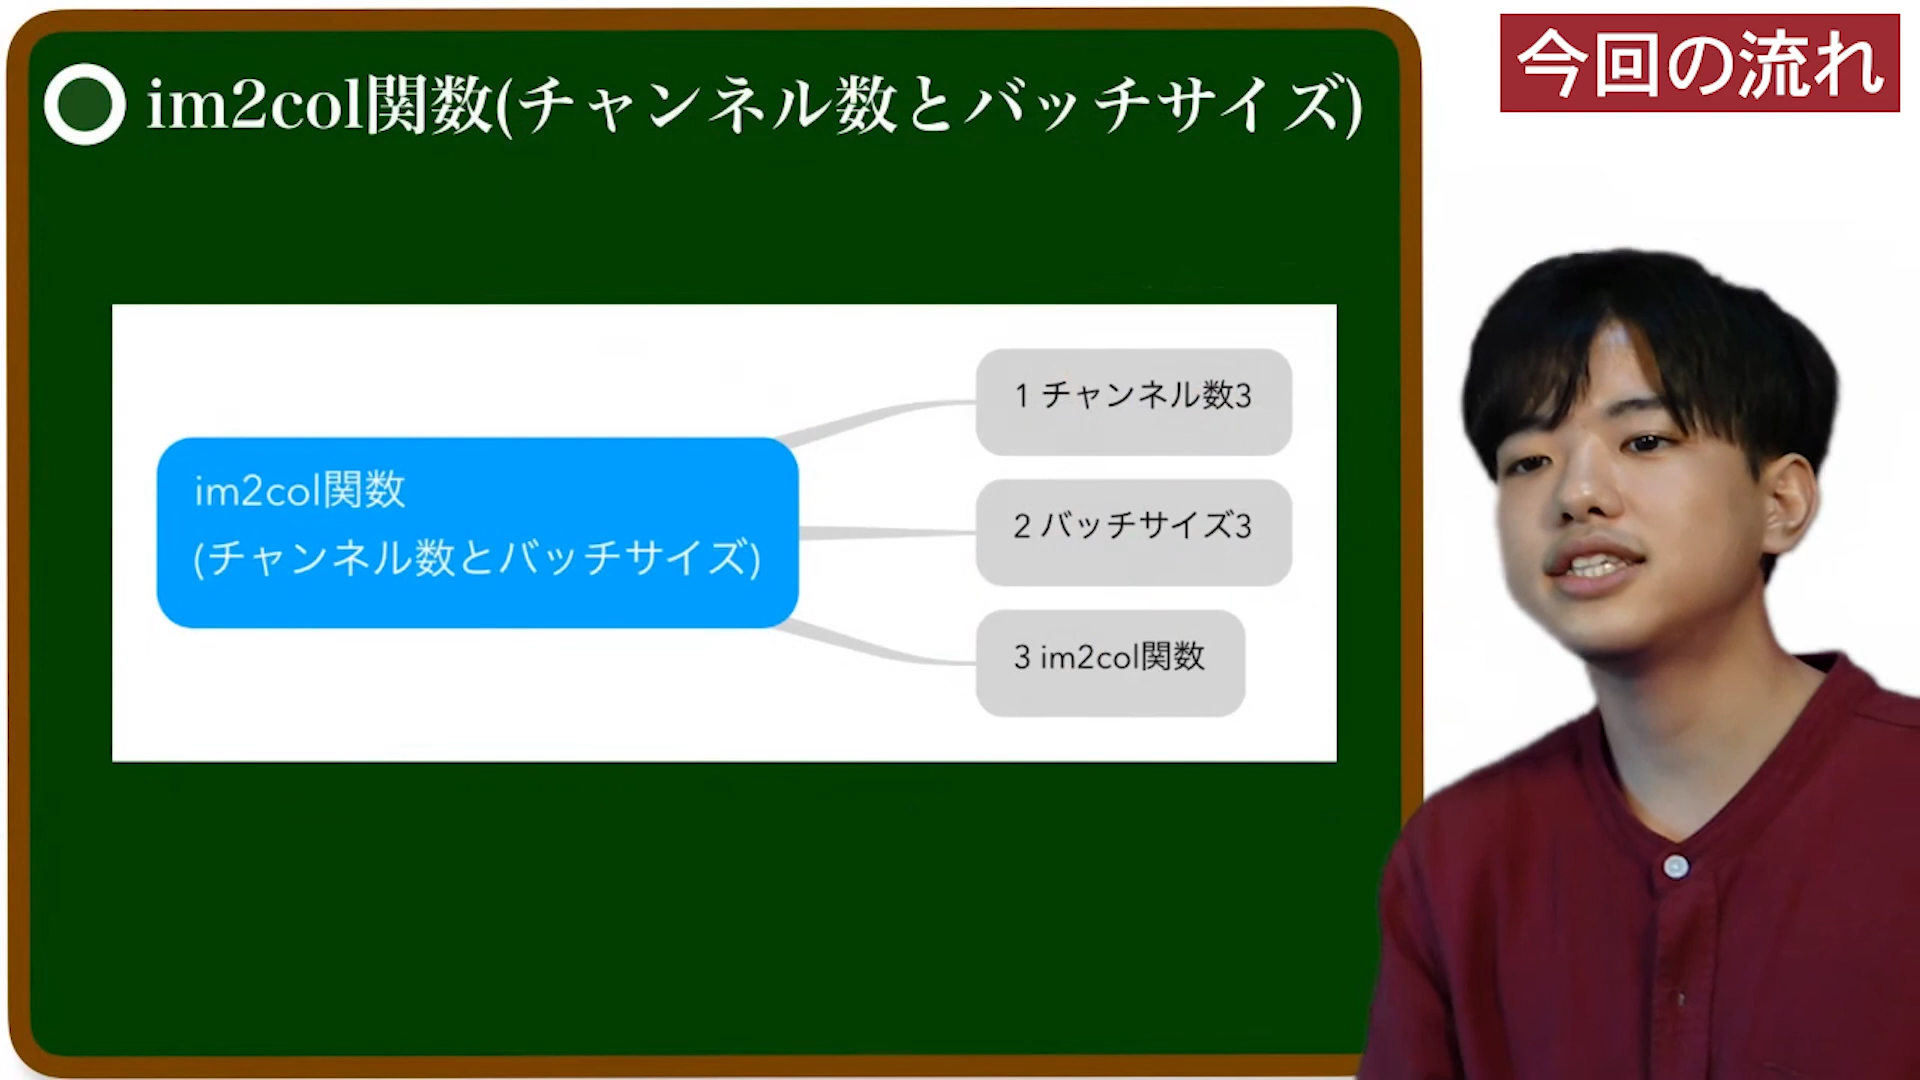 im2col関数(チャンネル数とバッチサイズ)
今回の流れ
im2col関数
(チャンネル数とバッチサイズ)
1 チャンネル数3
2 バッチサイズ3
3 im2col関数